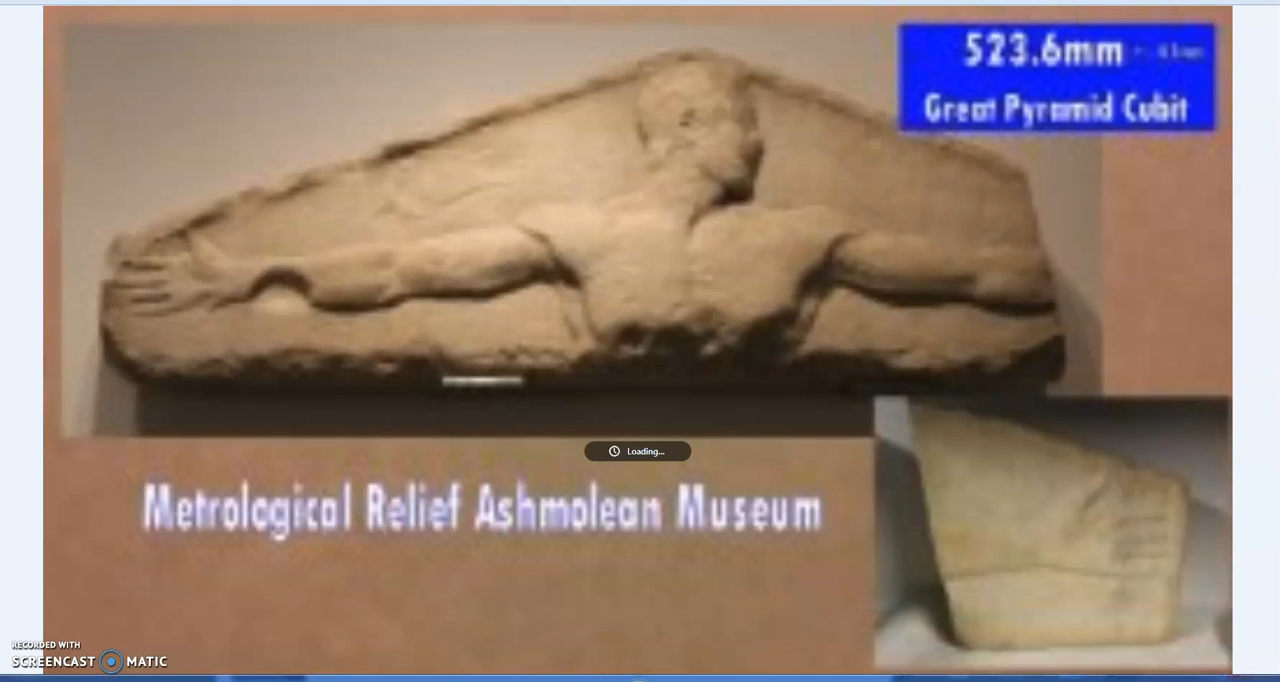 523.6mm
Great Pyramid Cubit
Loading...
Metrological Relief Ashmolean Museum
RECORDED WITH
SCREENCAST MATIC